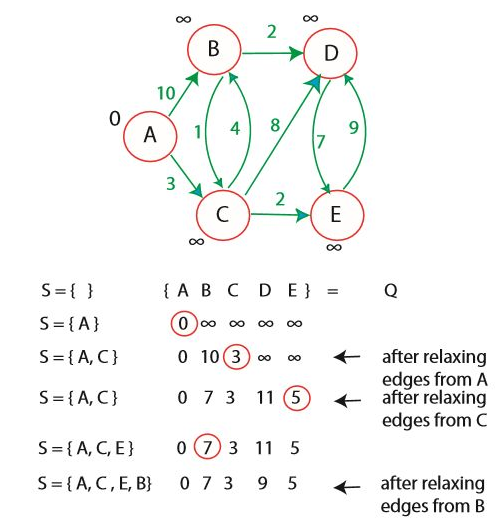 ∞ ∞
2
B D
10
0 A 1 4 8 7 9
3
2
C E
∞ ∞
S={ } { A B C D E } = Q
S={A} 0 ∞ ∞ ∞ ∞
S={A,C} 0 10 3 ∞ ∞ after relaxing
edges from A
S={A,C} 0 7 3 11 5 after relaxing
edges from C
S={A,C,E} 0 7 3 11 5
S={A,C,E,B} 0 7 3 9 5 after relaxing
edges from B